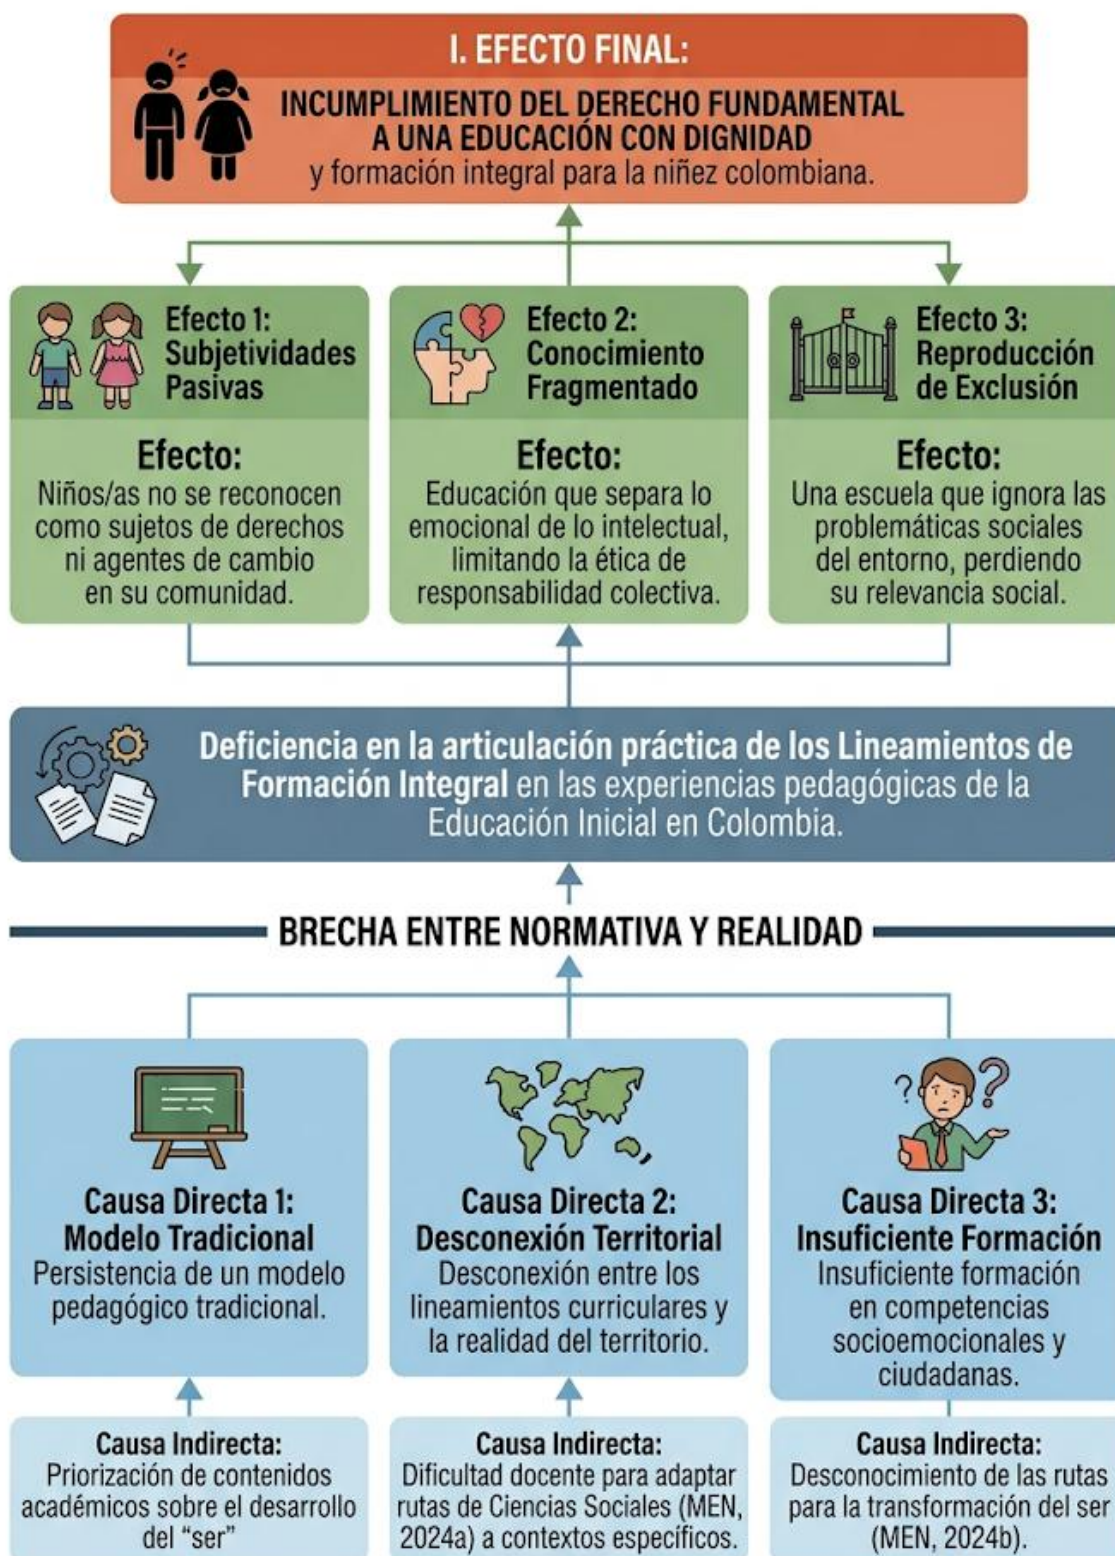 I. EFECTO FINAL:
INCUMPLIMIENTO DEL DERECHO FUNDAMENTAL
A UNA EDUCACIÓN CON DIGNIDAD
y formación integral para la niñez colombiana.
Efecto 1:
Subjetividades
Pasivas
Efecto:
Niños/as no se reconocen
como sujetos de derechos
ni agentes de cambio
en su comunidad.
Efecto 2:
Conocimiento
Fragmentado
Efecto:
Educación que separa lo
emocional de lo intelectual,
limitando la ética de
responsabilidad colectiva.
Efecto 3:
Reproducción
de Exclusión
Efecto:
Una escuela que ignora las
problemáticas sociales
del entorno, perdiendo
su relevancia social.
Deficiencia en la articulación práctica de los Lineamientos de
Formación Integral en las experiencias pedagógicas de la
Educación Inicial en Colombia.
BRECHA ENTRE NORMATIVA Y REALIDAD
Causa Directa 1:
Modelo Tradicional
Persistencia de un modelo
pedagógico tradicional.
Causa Directa 2:
Desconexión Territorial
Desconexión entre los
lineamientos curriculares y
la realidad del territorio.
? ?
Causa Directa 3:
Insuficiente Formación
Insuficiente formación
en competencias
socioemocionales y
ciudadanas.
Causa Indirecta:
Priorización de contenidos
académicos sobre el desarrollo
del “ser”
Causa Indirecta:
Dificultad docente para adaptar
rutas de Ciencias Sociales (MEN,
2024a) a contextos específicos.
Causa Indirecta:
Desconocimiento de las rutas
para la transformación del ser
(MEN, 2024b).